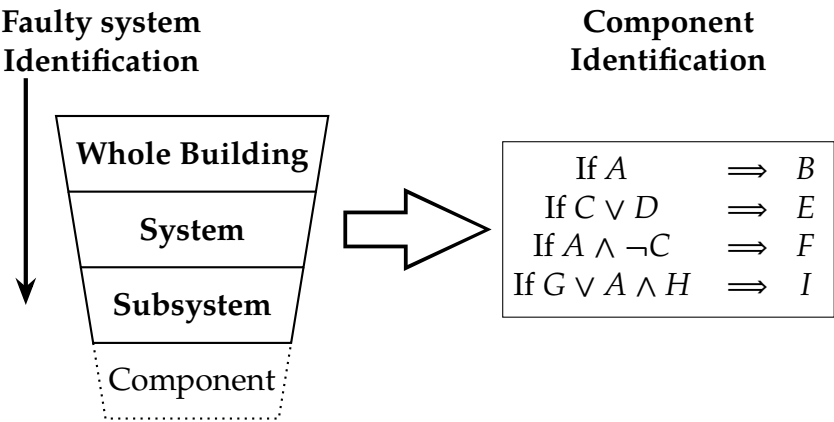 Faulty system
Identification
Whole Building
System
Subsystem
Component
Component
Identification
If A ⟹ B
If C ∨ D ⟹ E
If A ∧ ¬C ⟹ F
If G ∨ A ∧ H ⟹ I